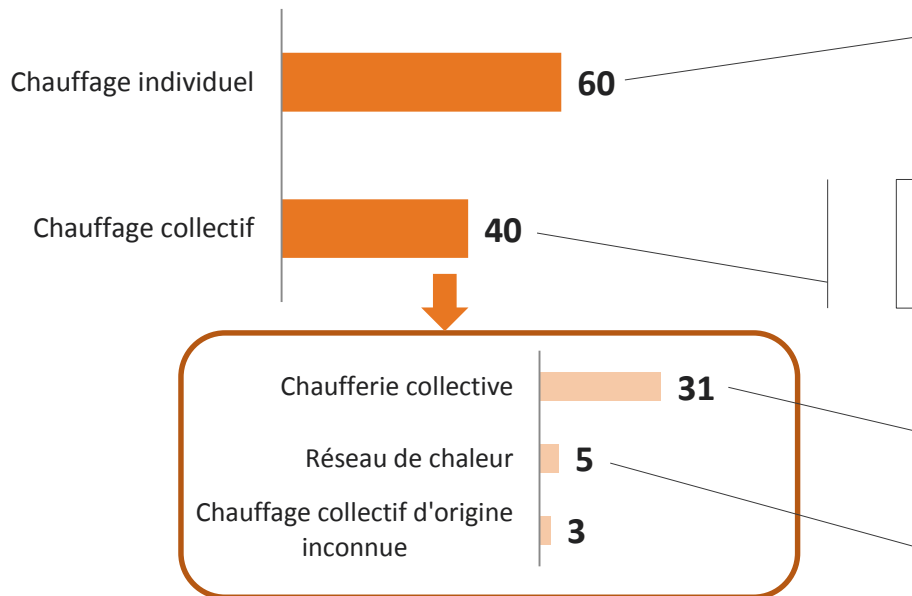 Chauffage individuel 60
Chauffage collectif 40
Chaufferie collective 31
Réseau de chaleur 5
Chauffage collectif d'origine
inconnue 3